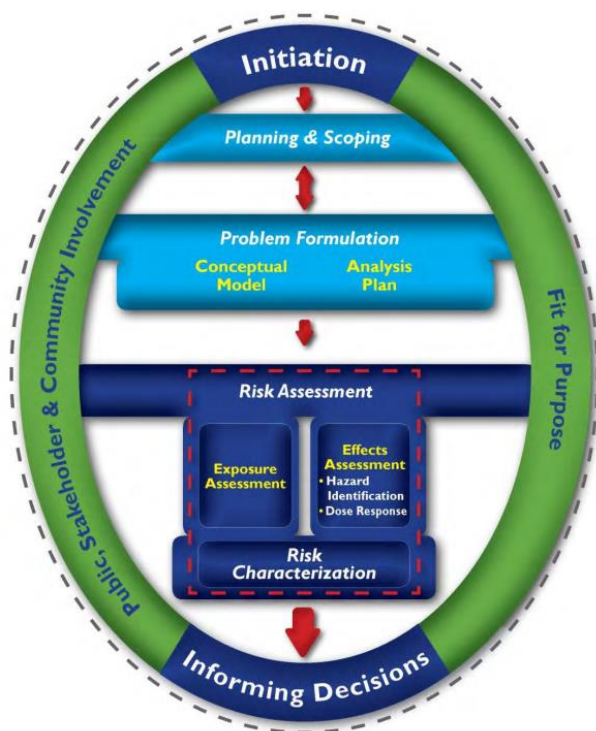 Initiation
Planning & Scoping
Problem Formulation
Conceptual
Model
Analysis
Plan
Public, Stakeholder & Community Involvement
Fit for Purpose
Risk Assessment
Exposure
Assessment
Effects
Assessment
• Hazard
Identification
• Dose Response
Risk
Characterization
Informing Decisions